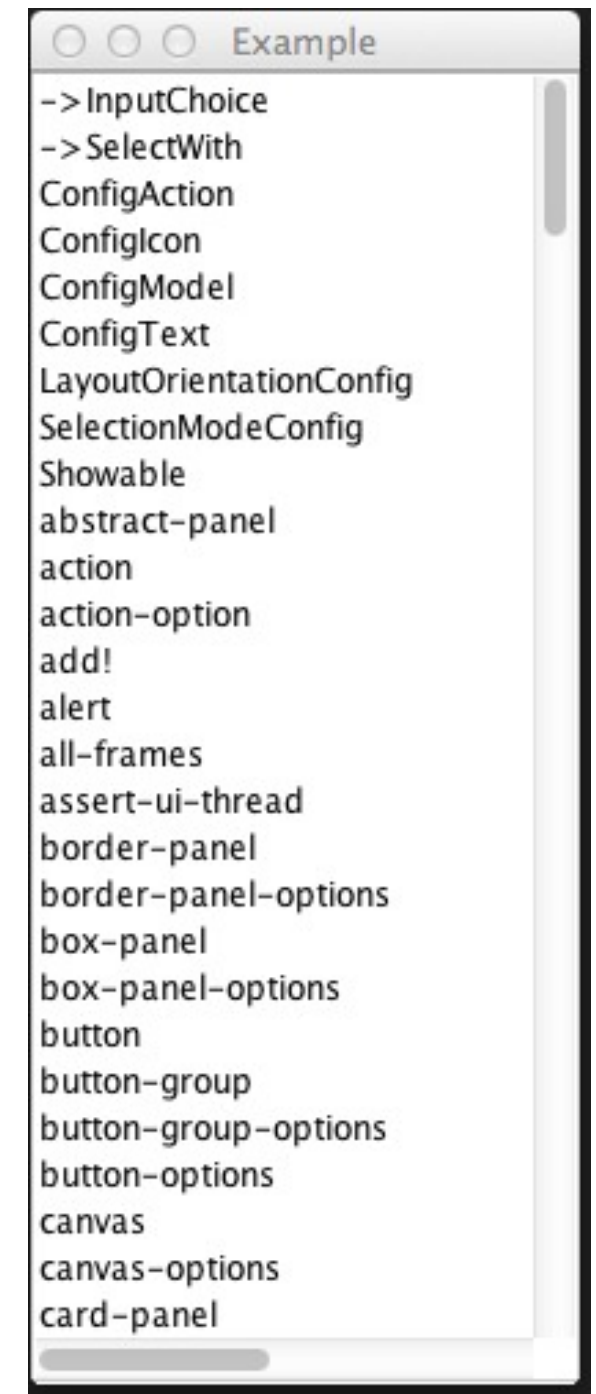 Example
->InputChoice
->SelectWith
ConfigAction
ConfigIcon
ConfigModel
ConfigText
LayoutOrientationConfig
SelectionModeConfig
Showable
abstract-panel
action
action-option
add!
alert
all-frames
assert-ui-thread
border-panel
border-panel-options
box-panel
box-panel-options
button
button-group
button-group-options
button-options
canvas
canvas-options
card-panel